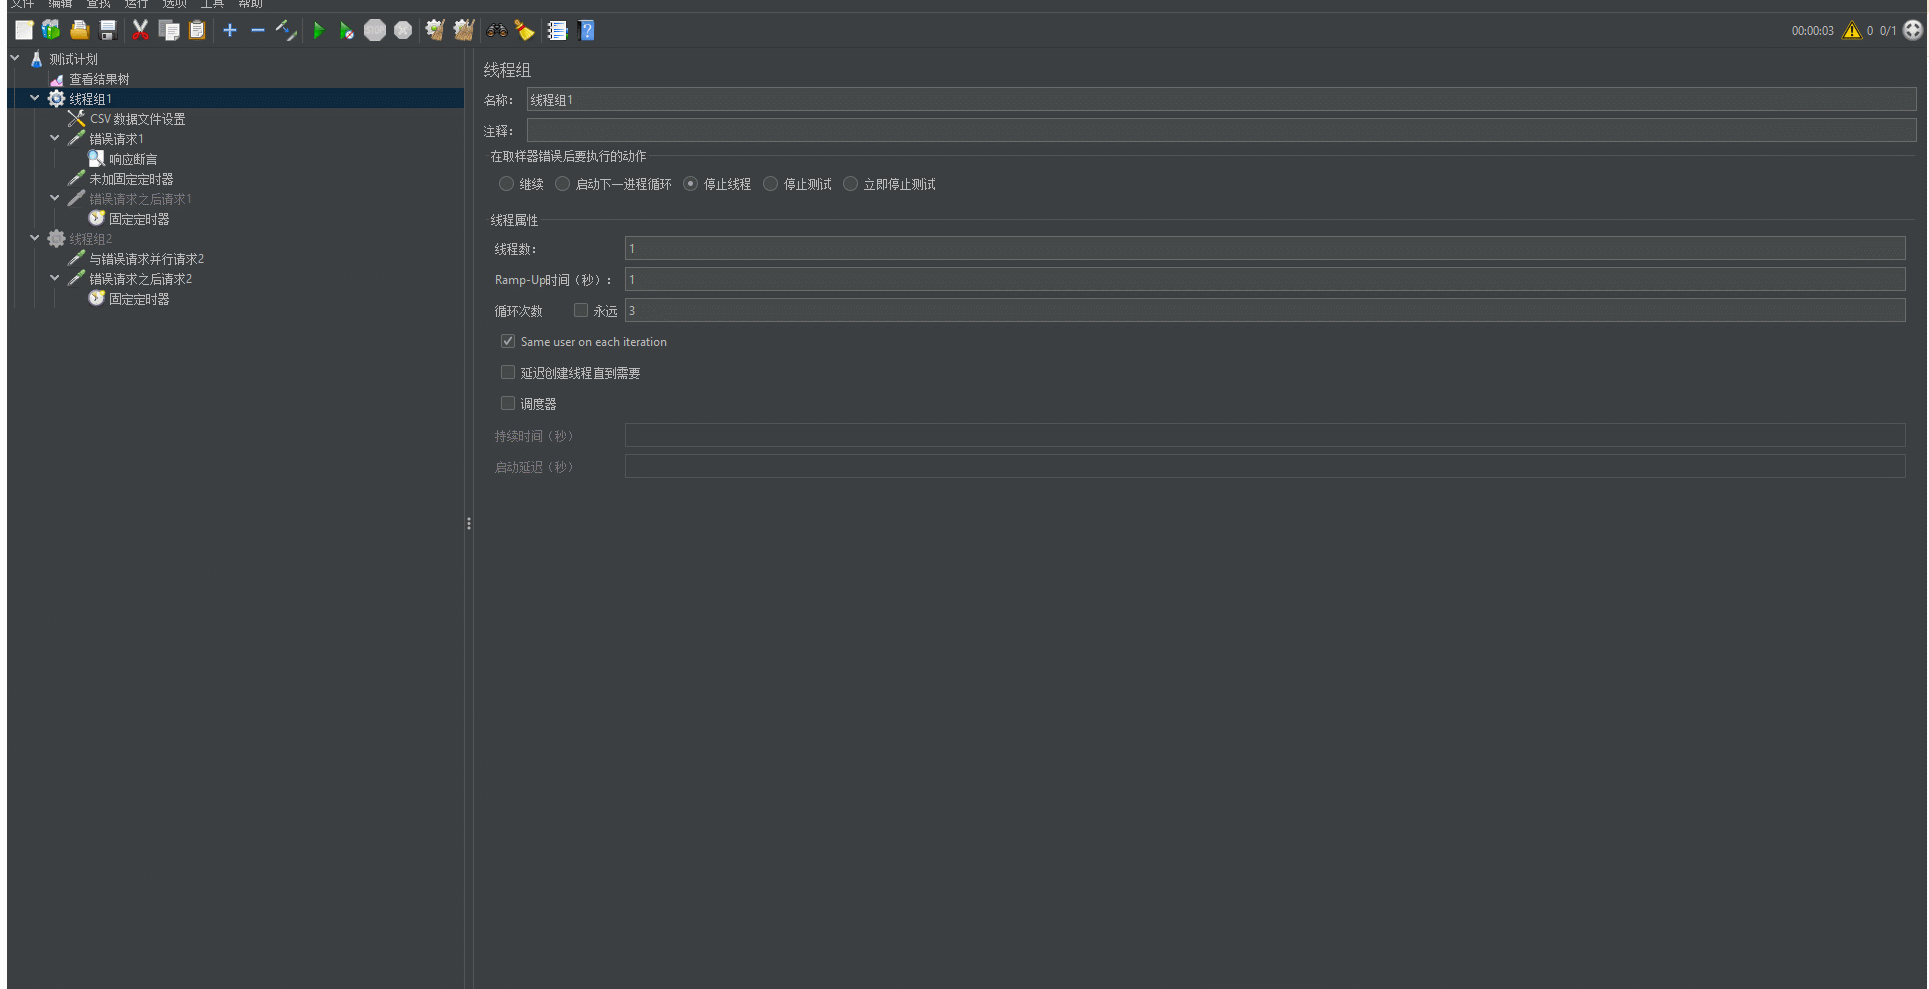 文件 编辑 查找 运行 选项 工具 帮助
STOP
00:00:03 0 0/1
测试计划
查看结果树
线程组1
CSV 数据文件设置
错误请求1
响应断言
未加固定定时器
错误请求之后请求1
固定定时器
线程组2
与错误请求并行请求2
错误请求之后请求2
固定定时器
线程组
名称： 线程组1
注释：
在取样器错误后要执行的动作
继续 启动下一进程循环 停止线程 停止测试 立即停止测试
线程属性
线程数： 1
Ramp-Up时间（秒）： 1
循环次数 永远 3
Same user on each iteration
延迟创建线程直到需要
调度器
持续时间（秒）
启动延迟（秒）